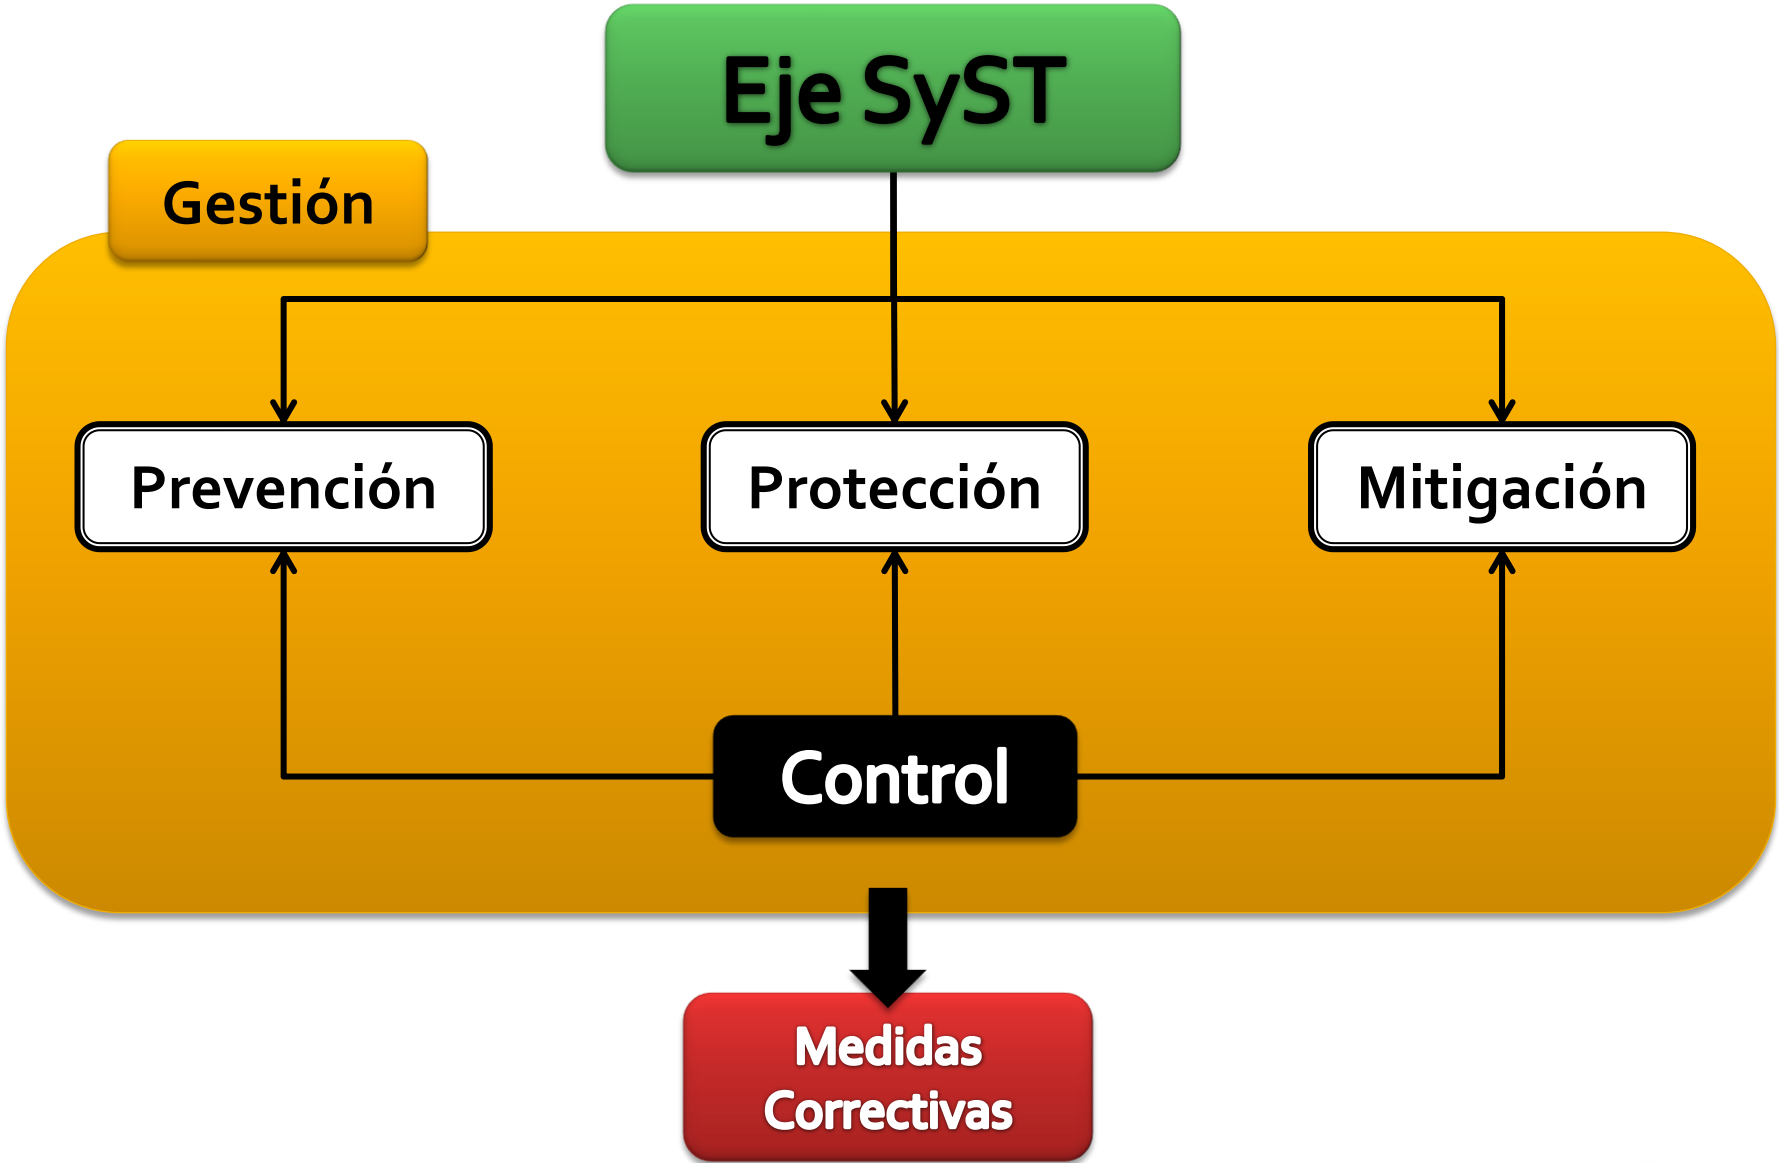 Eje SyST
Gestión
Prevención
Protección
Mitigación
Control
Medidas
Correctivas